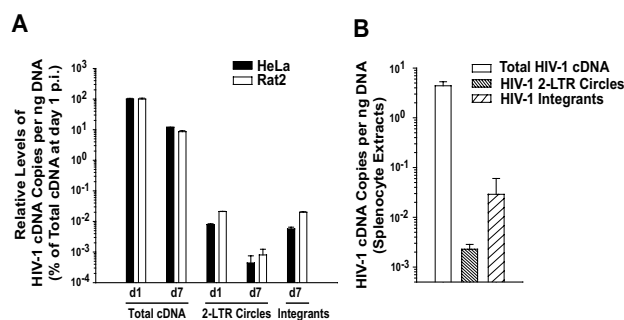 A
HeLa
Rat2
Relative Levels of
HIV-1 cDNA Copies per ng DNA
(% of Total cDNA at day 1 p.i.)
10³
10²
10¹
10⁰
10⁻¹
10⁻²
10⁻³
10⁻⁴
d1 d7 d1 d7 d7
Total cDNA 2-LTR Circles Integrants
B
Total HIV-1 cDNA
HIV-1 2-LTR Circles
HIV-1 Integrants
HIV-1 cDNA Copies per ng DNA
(Splenocyte Extracts)
10¹
10⁰
10⁻¹
10⁻²
10⁻³